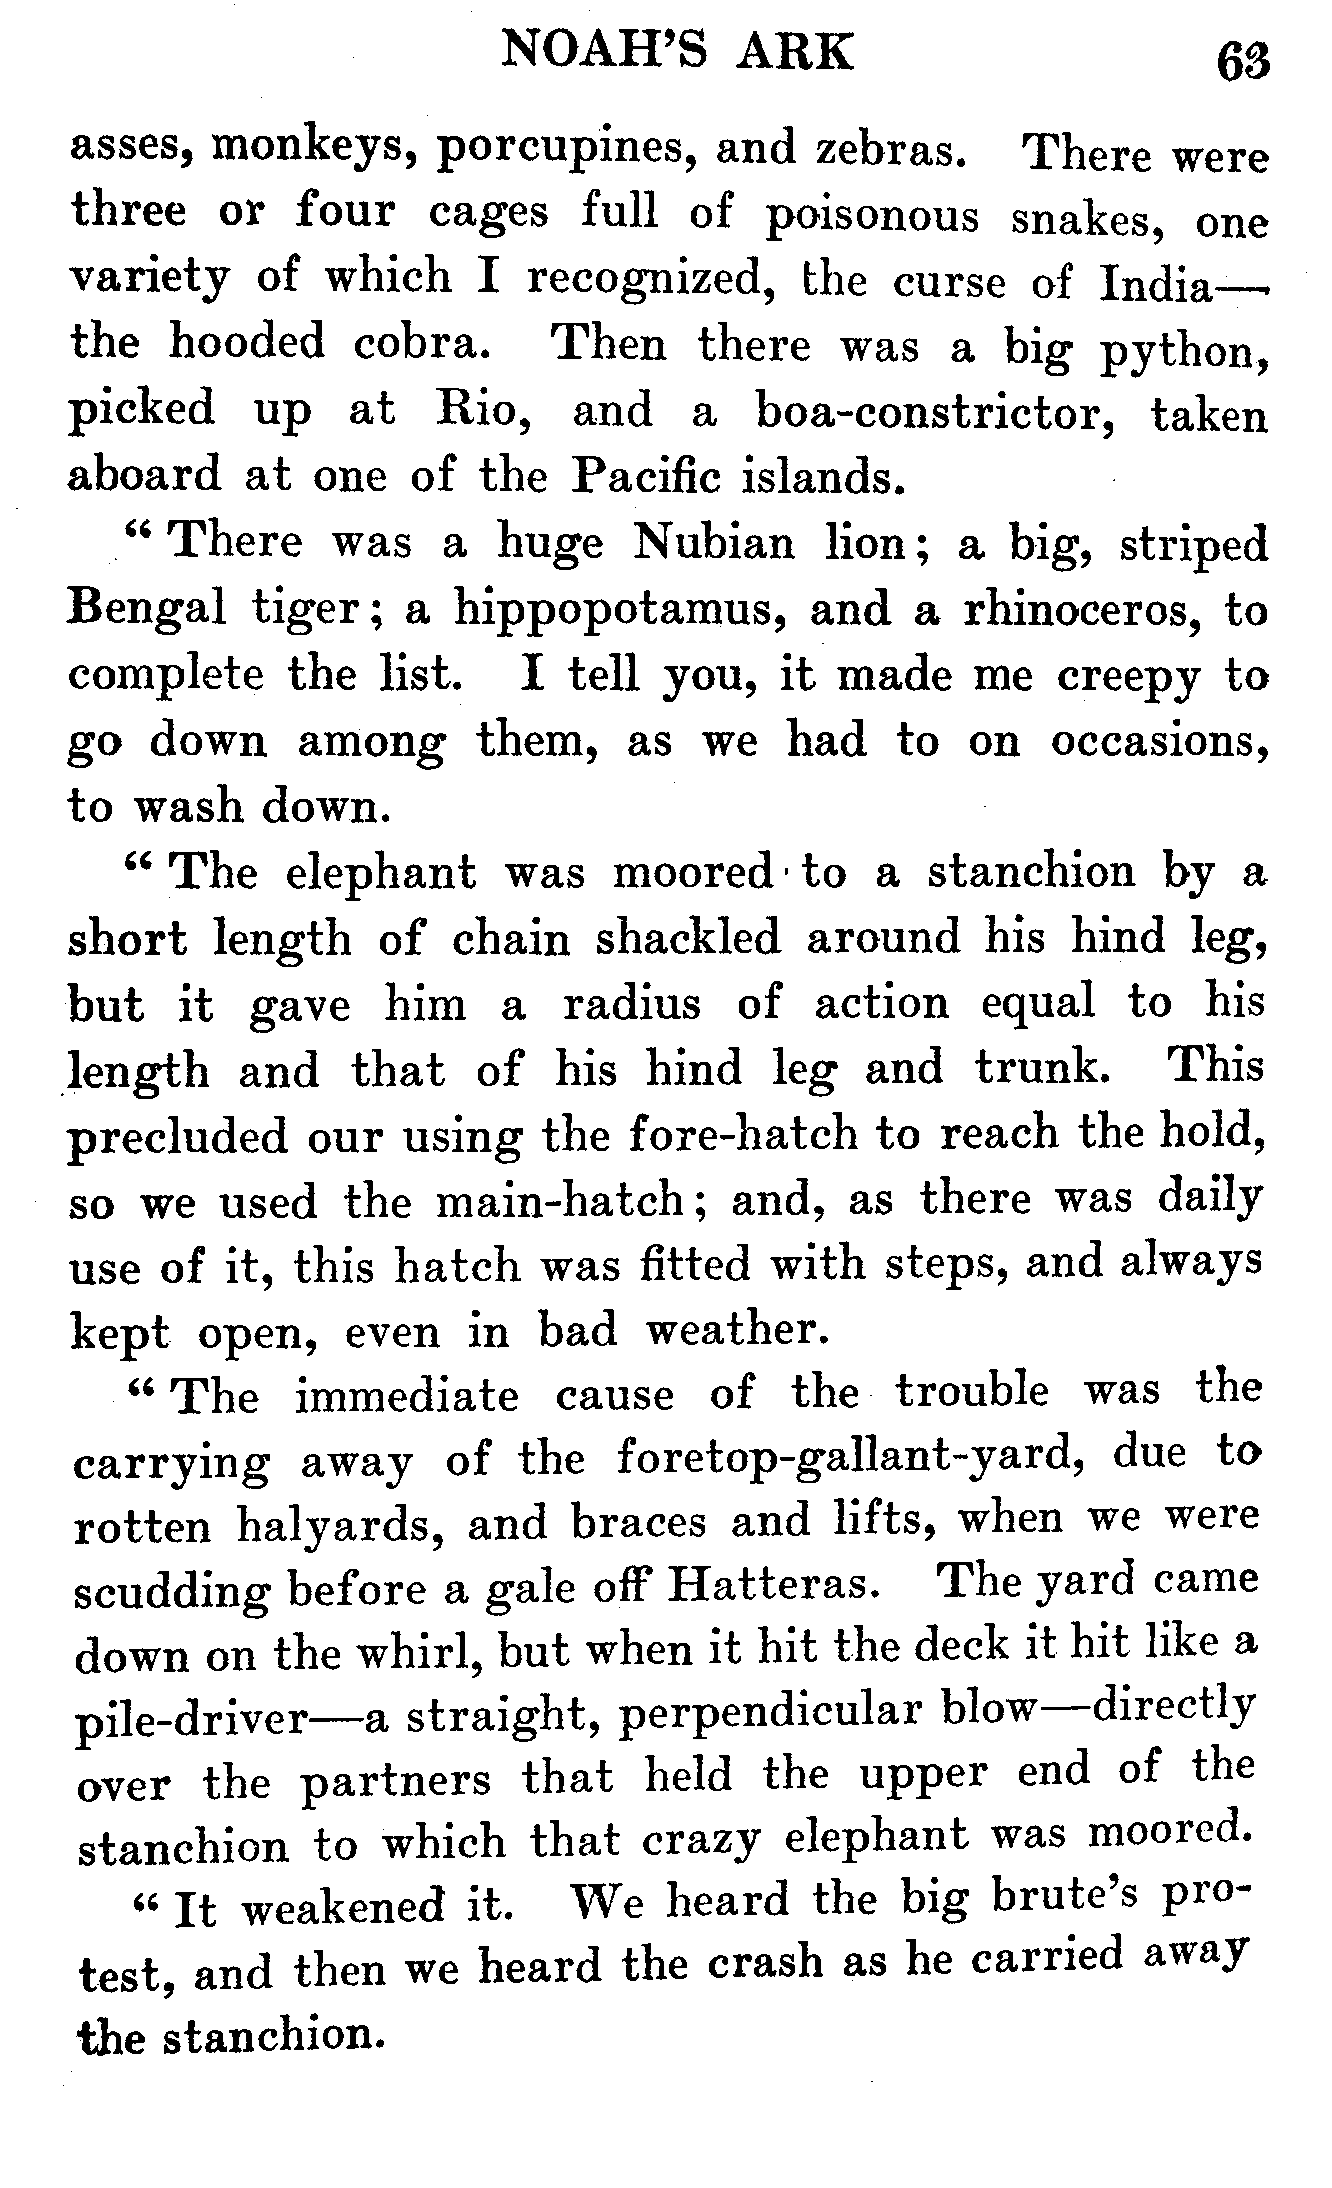 NOAH'S ARK 63
asses, monkeys, porcupines, and zebras. There were
three or four cages full of poisonous snakes, one
variety of which I recognized, the curse of India—
the hooded cobra. Then there was a big python,
picked up at Rio, and a boa-constrictor, taken
aboard at one of the Pacific islands.
“There was a huge Nubian lion; a big, striped
Bengal tiger; a hippopotamus, and a rhinoceros, to
complete the list. I tell you, it made me creepy to
go down among them, as we had to on occasions,
to wash down.
“The elephant was moored to a stanchion by a
short length of chain shackled around his hind leg,
but it gave him a radius of action equal to his
length and that of his hind leg and trunk. This
precluded our using the fore-hatch to reach the hold,
so we used the main-hatch; and, as there was daily
use of it, this hatch was fitted with steps, and always
kept open, even in bad weather.
“The immediate cause of the trouble was the
carrying away of the foretop-gallant-yard, due to
rotten halyards, and braces and lifts, when we were
scudding before a gale off Hatteras. The yard came
down on the whirl, but when it hit the deck it hit like a
pile-driver—a straight, perpendicular blow—directly
over the partners that held the upper end of the
stanchion to which that crazy elephant was moored.
“It weakened it. We heard the big brute's pro-
test, and then we heard the crash as he carried away
the stanchion.